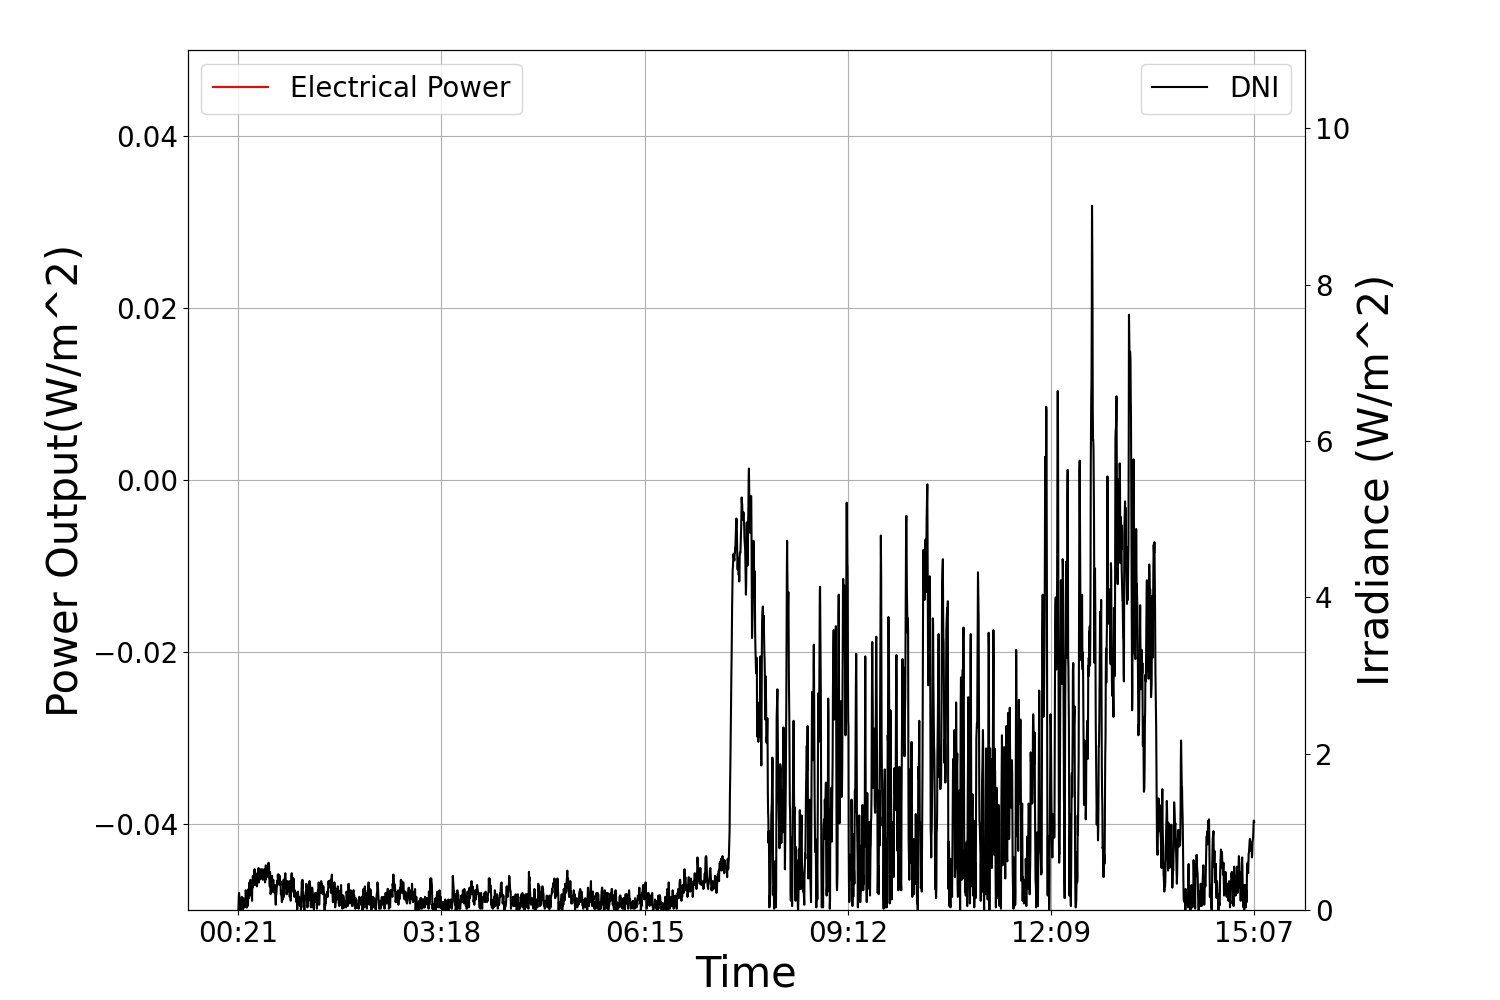 Electrical Power
DNI
0.04
0.02
0.00
−0.02
−0.04
10
8
6
4
2
0
Power Output(W/m^2)
Irradiance (W/m^2)
00:21 03:18 06:15 09:12 12:09 15:07
Time